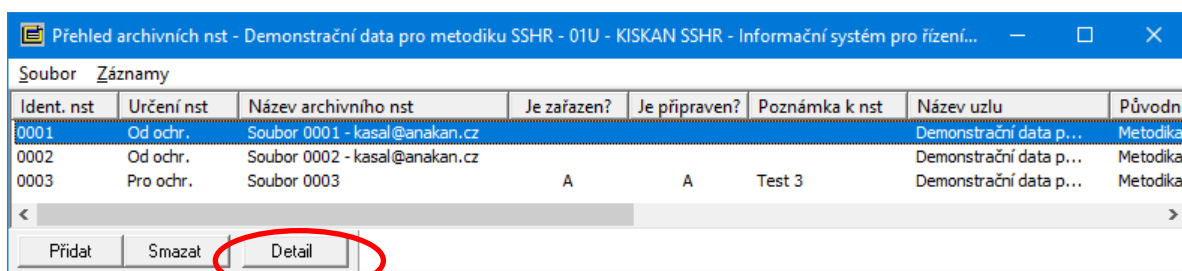 Přehled archivních nst - Demonstrační data pro metodiku SSHR - 01U - KISKAN SSHR - Informační systém pro řízení...
Soubor Záznamy
Ident. nst Určení nst Název archivního nst Je zařazen? Je připraven? Poznámka k nst Název uzlu Původn
0001 Od ochr. Soubor 0001 - kasal@anakan.cz Demonstrační data p... Metodika
0002 Od ochr. Soubor 0002 - kasal@anakan.cz Demonstrační data p... Metodika
0003 Pro ochr. Soubor 0003 A A Test 3 Demonstrační data p... Metodika
Přidat Smazat Detail